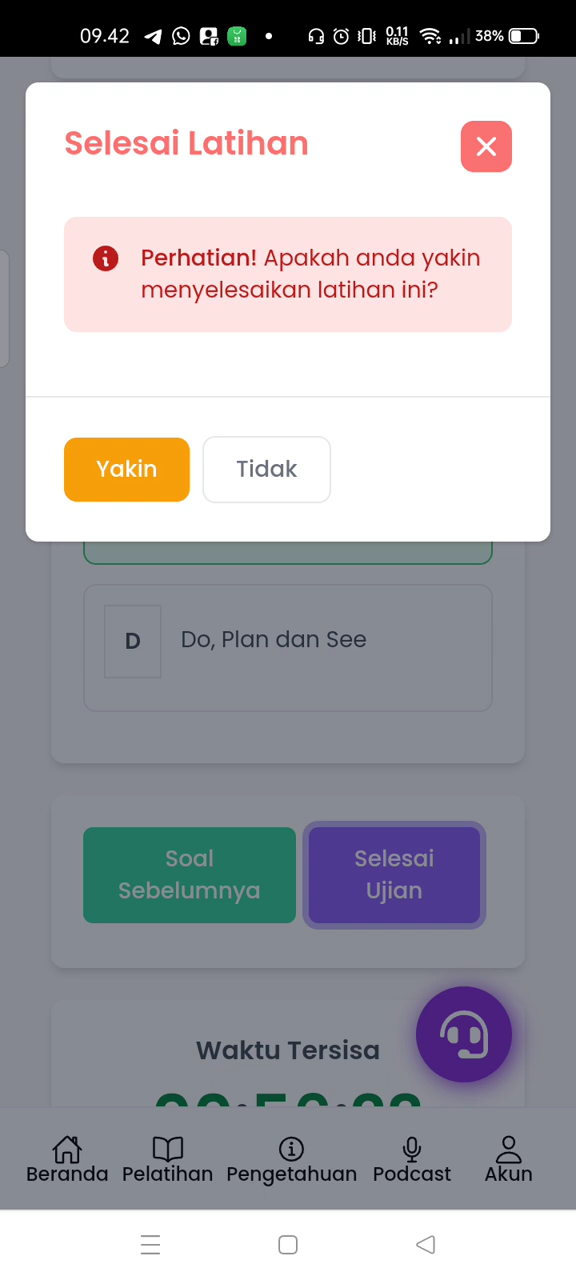 09.42
0.11
KB/S
38%
Selesai Latihan
Perhatian! Apakah anda yakin
menyelesaikan latihan ini?
Yakin
Tidak
D
Do, Plan dan See
Soal
Sebelumnya
Selesai
Ujian
Waktu Tersisa
Beranda
Pelatihan
Pengetahuan
Podcast
Akun